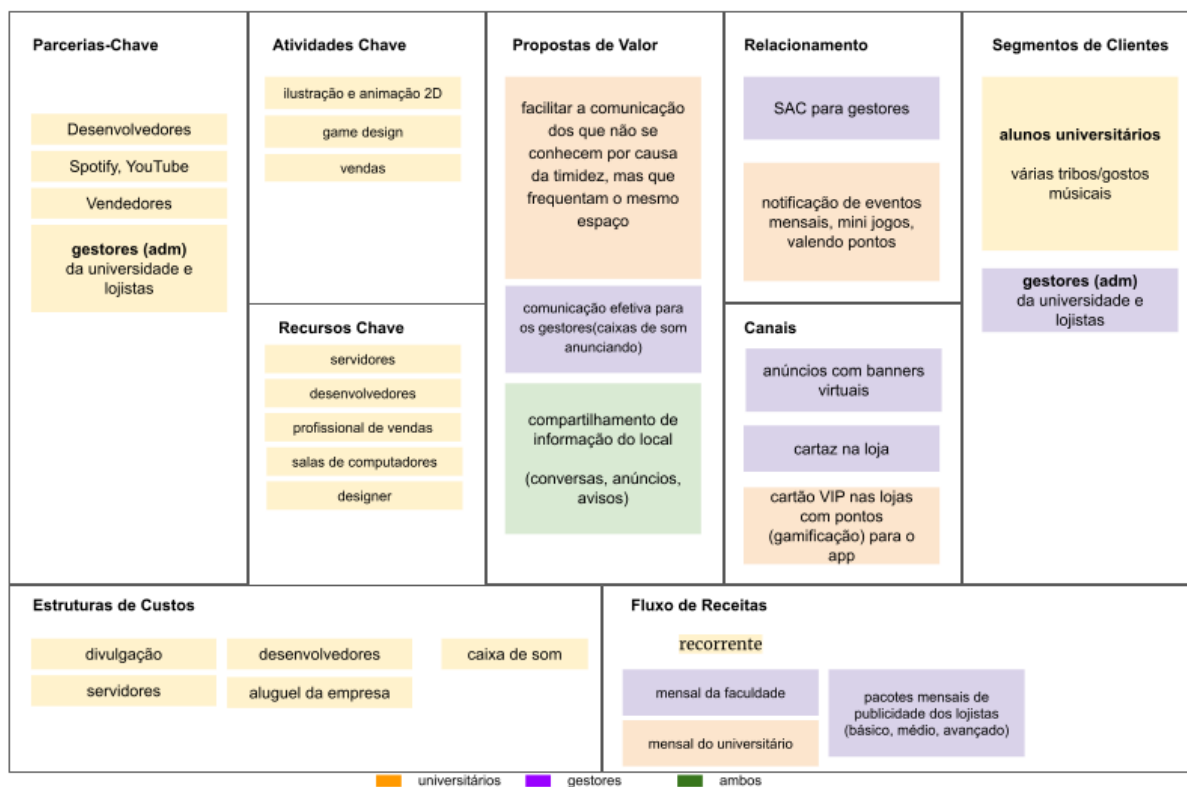 Parcerias-Chave
Desenvolvedores
Spotify, YouTube
Vendedores
gestores (adm)
da universidade e
lojistas
Atividades Chave
ilustração e animação 2D
game design
vendas
Recursos Chave
servidores
desenvolvedores
profissional de vendas
salas de computadores
designer
Propostas de Valor
facilitar a comunicação
dos que não se
conhecem por causa
da timidez, mas que
frequentam o mesmo
espaço
comunicação efetiva para
os gestores(caixas de som
anunciando)
compartilhamento de
informação do local
(conversas, anúncios,
avisos)
Relacionamento
SAC para gestores
notificação de eventos
mensais, mini jogos,
valendo pontos
Canais
anúncios com banners
virtuais
cartaz na loja
cartão VIP nas lojas
com pontos
(gamificação) para o
app
Segmentos de Clientes
alunos universitários
várias tribos/gostos
músicais
gestores (adm)
da universidade e
lojistas
Estruturas de Custos
divulgação
desenvolvedores
caixa de som
servidores
aluguel da empresa
Fluxo de Receitas
recorrente
mensal da faculdade
mensal do universitário
pacotes mensais de
publicidade dos lojistas
(básico, médio, avançado)
universitários
gestores
ambos